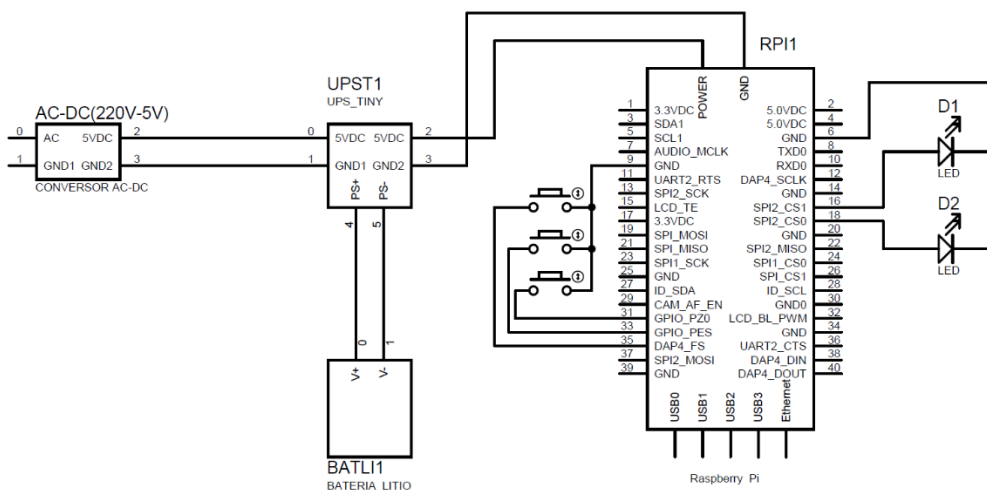 RPI1
UPST1
UPS_TINY
AC-DC(220V-5V)
0 AC 5VDC 2
1 GND1 GND2 3
CONVERSOR AC-DC
0 5VDC 5VDC 2
1 GND1 GND2 3
PS+ PS-
4 5
0 1
V+ V-
BATLI1
BATERIA LITIO
POWER GND
1 3.3VDC 5.0VDC 2
3 SDA1 5.0VDC 4
5 SCL1 GND 6
7 AUDIO_MCLK TXD0 8
9 GND RXD0 10
11 UART2_RTS DAP4_SCLK 12
13 SPI2_SCK GND 14
15 LCD_TE SPI2_CS1 16
17 3.3VDC SPI2_CS0 18
19 SPI_MOSI GND 20
21 SPI_MISO SPI2_MISO 22
23 SPI1_SCK SPI1_CS0 24
25 GND SPI_CS1 26
27 ID_SDA ID_SCL 28
29 CAM_AF_EN GND0 30
31 GPIO_PZ0 LCD_BL_PWM 32
33 GPIO_PES GND 34
35 DAP4_FS UART2_CTS 36
37 SPI2_MOSI DAP4_DIN 38
39 GND DAP4_DOUT 40
USB0 USB1 USB2 USB3 Ethernet
Raspberry Pi
D1
LED
D2
LED